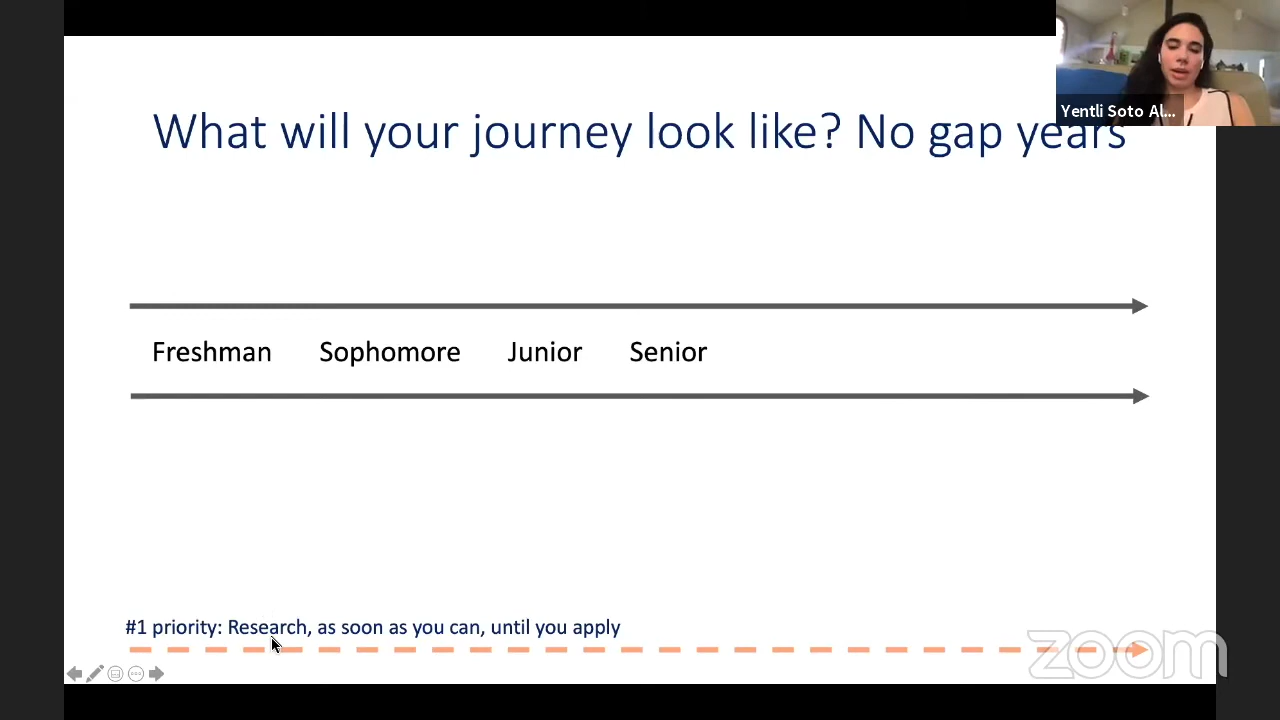 What will your journey look like? No gap years
Yentli Soto Al...
Freshman Sophomore Junior Senior
#1 priority: Research, as soon as you can, until you apply
zoom